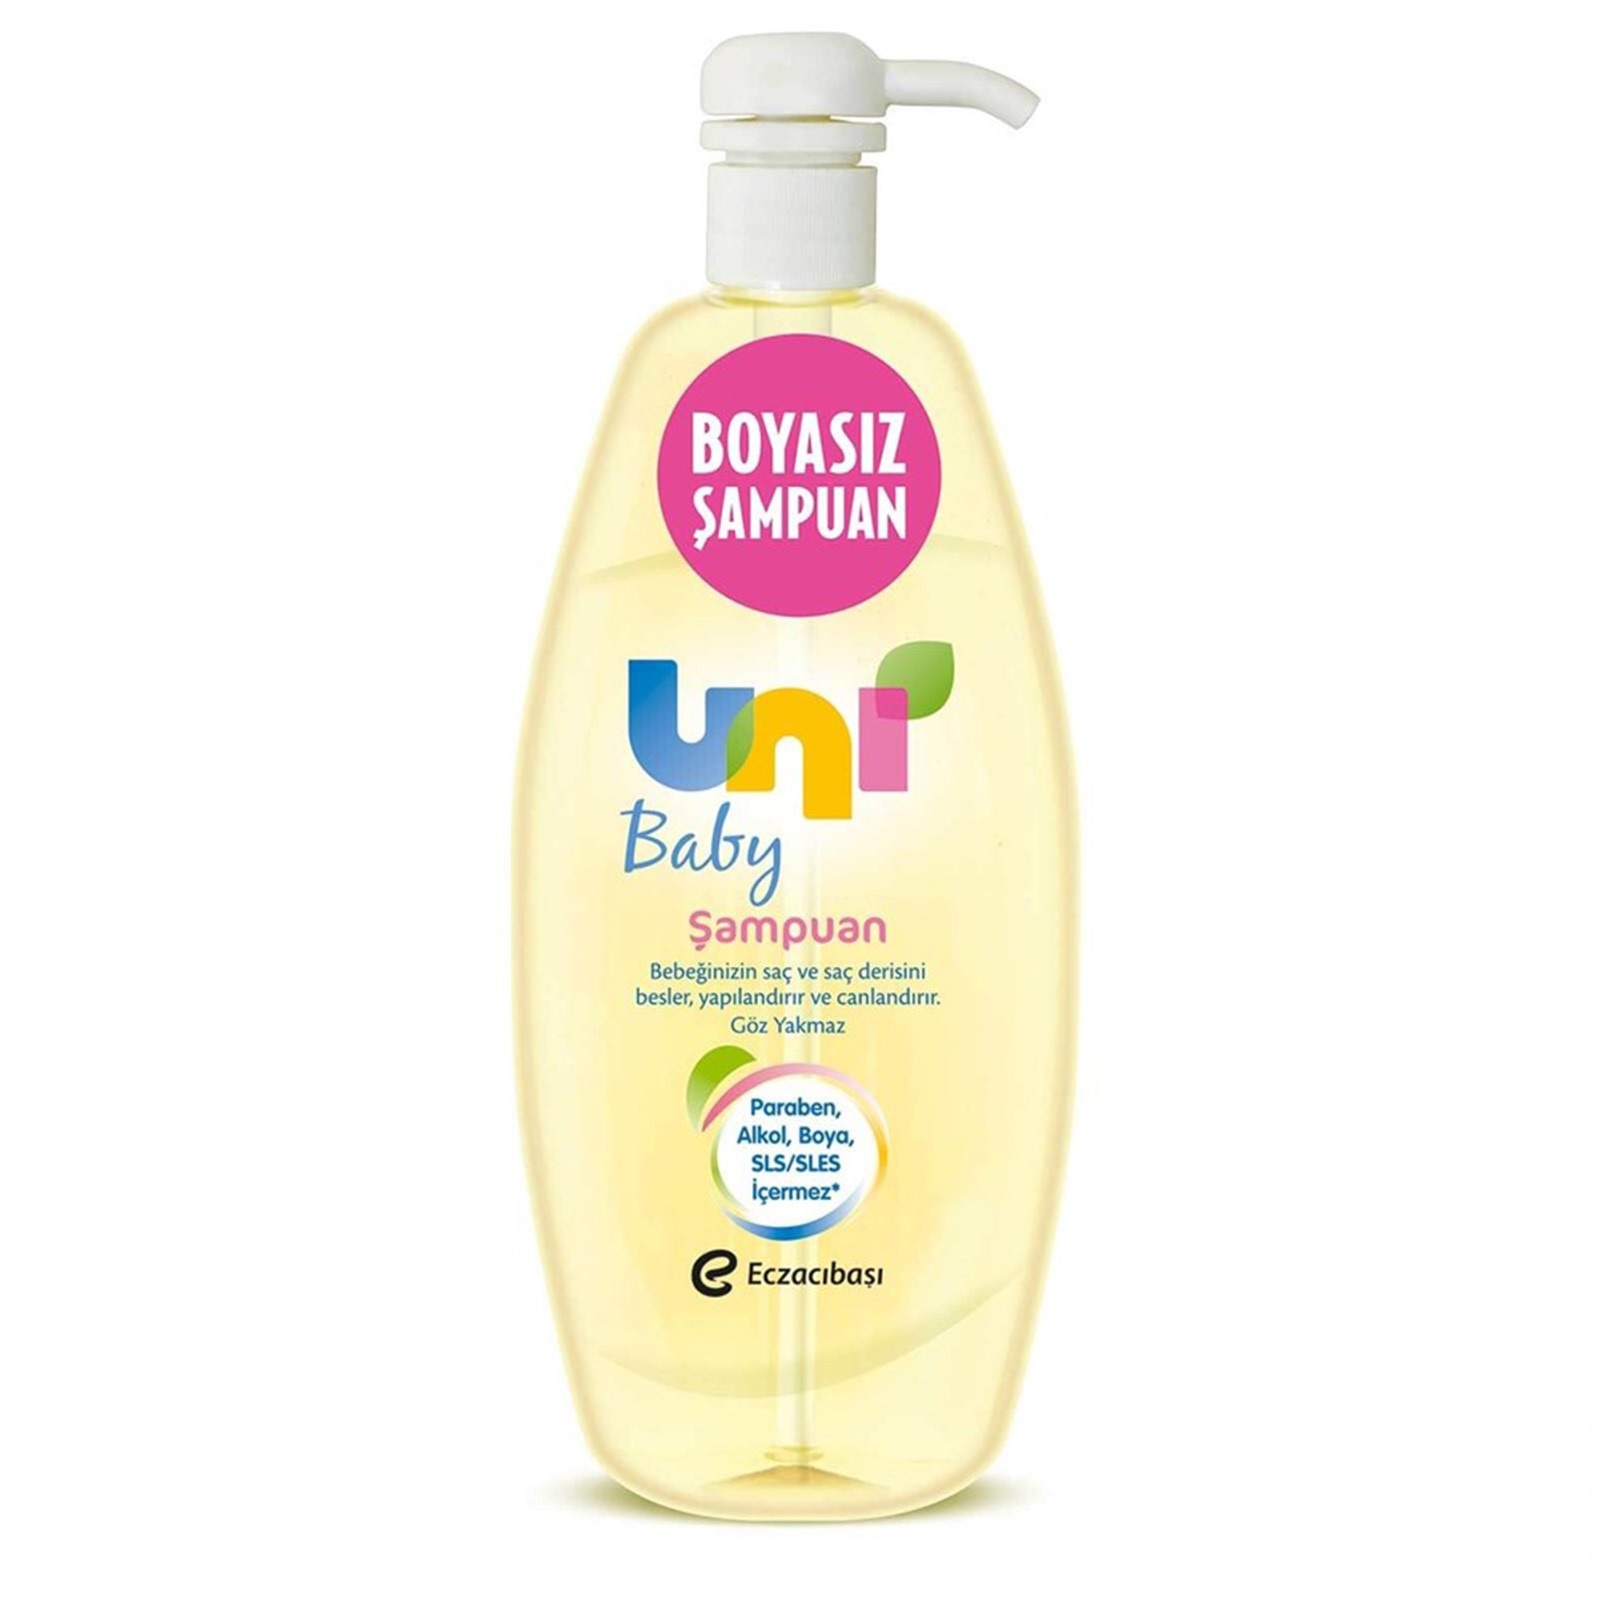 BOYASIZ
ŞAMPUAN
uni
Baby
Şampuan
Bebeğinizin saç ve saç derisini
besler, yapılandırır ve canlandırır.
Göz Yakmaz
Paraben,
Alkol, Boya,
SLS/SLES
İçermez*
Eczacıbaşı